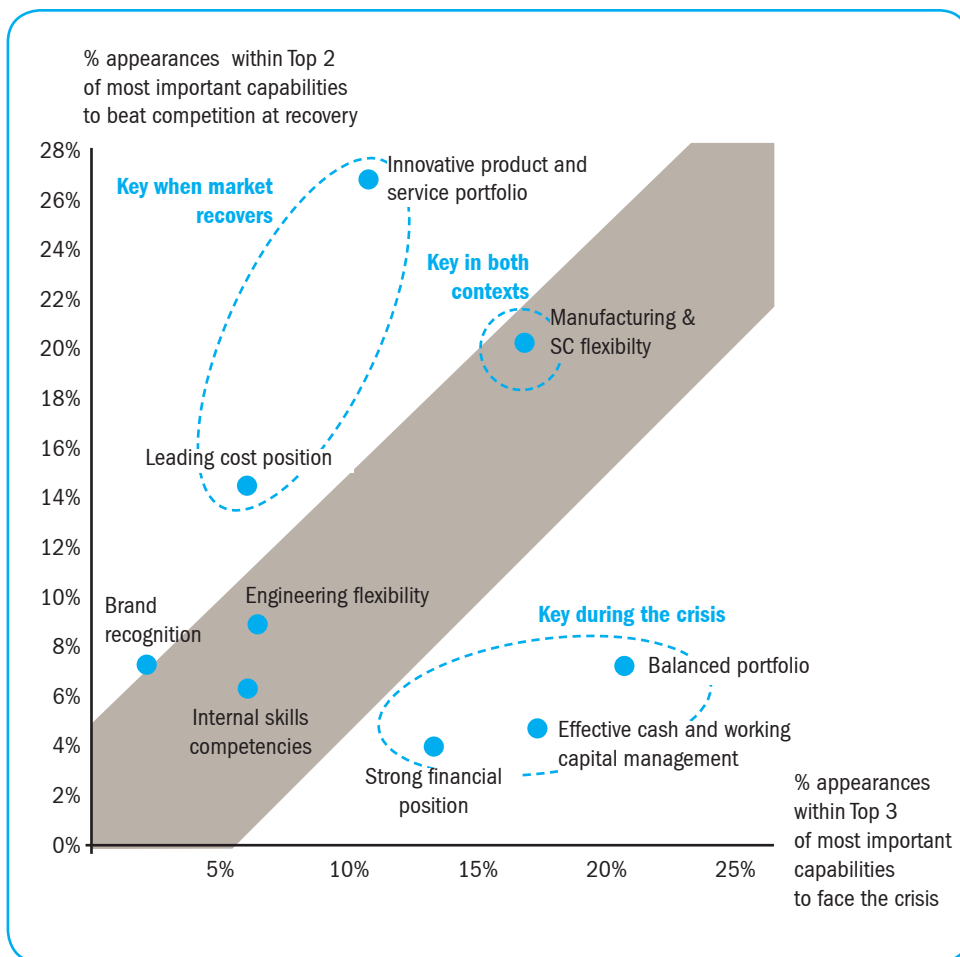 % appearances within Top 2
of most important capabilities
to beat competition at recovery
28%
26%
24%
22%
20%
18%
16%
14%
12%
10%
8%
6%
4%
2%
0%
Key when market
recovers
Innovative product and
service portfolio
Key in both
contexts
Manufacturing &
SC flexibilty
Leading cost position
Brand
recognition
Engineering flexibility
Internal skills
competencies
Key during the crisis
Balanced portfolio
Effective cash and working
capital management
Strong financial
position
5%
10%
15%
20%
25%
% appearances
within Top 3
of most important
capabilities
to face the crisis